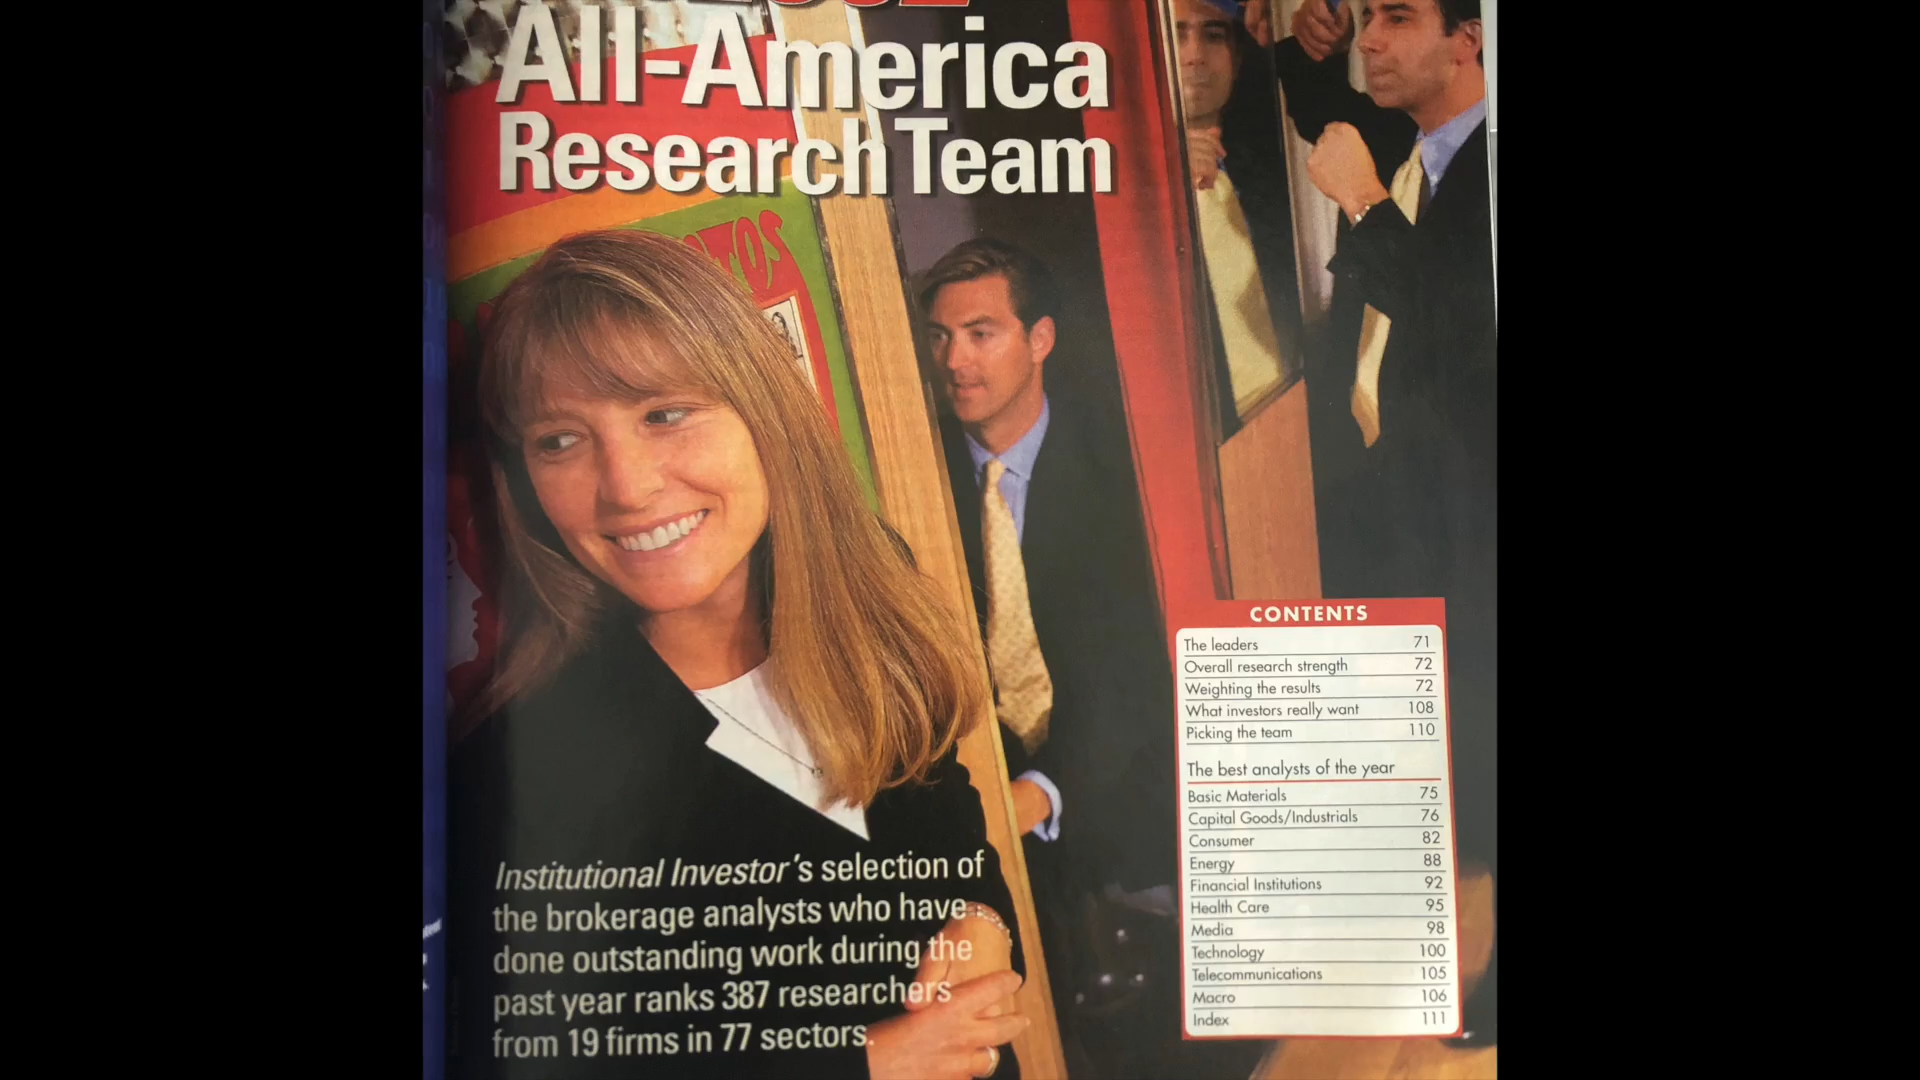 All-America
Research Team
Institutional Investor's selection of
the brokerage analysts who have
done outstanding work during the
past year ranks 387 researchers
from 19 firms in 77 sectors.
CONTENTS
The leaders 71
Overall research strength 72
Weighting the results 72
What investors really want 108
Picking the team 110
The best analysts of the year
Basic Materials 75
Capital Goods/Industrials 76
Consumer 82
Energy 88
Financial Institutions 92
Health Care 95
Media 98
Technology 100
Telecommunications 105
Macro 106
Index 111